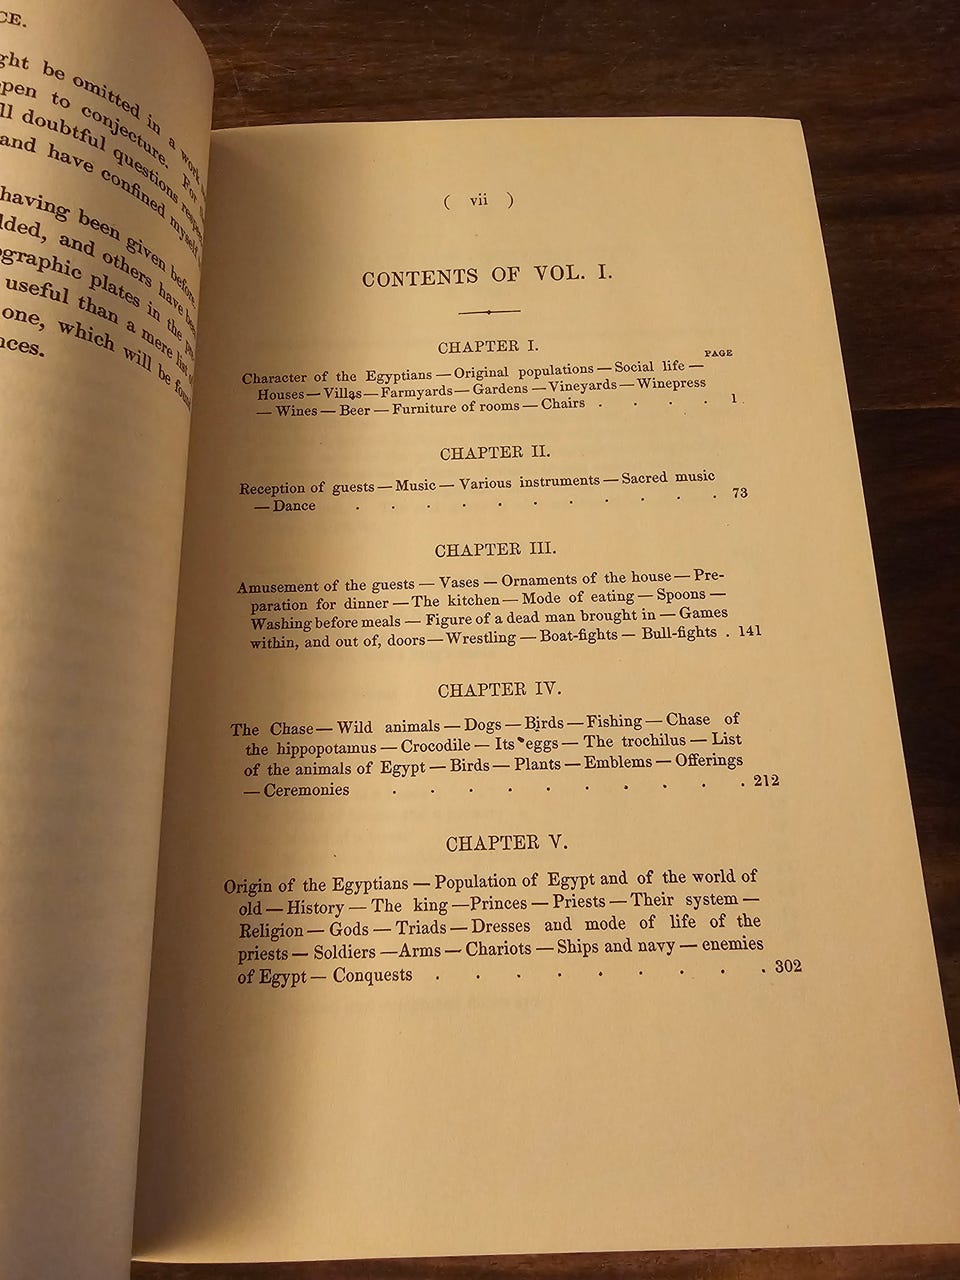 CE.
ght be omitted in a work
pen to conjecture. For
ll doubtful questions
and have confined myself
having been given before,
lded, and others have been
ographic plates in the
useful than a mere list of
one, which will be found
nces.
( vii )
CONTENTS OF VOL. I.
CHAPTER I.
PAGE
Character of the Egyptians — Original populations — Social life —
Houses — Villas — Farmyards — Gardens — Vineyards — Winepress
— Wines — Beer — Furniture of rooms — Chairs . . . . 1
CHAPTER II.
Reception of guests — Music — Various instruments — Sacred music
— Dance . . . . . . . . . . . 73
CHAPTER III.
Amusement of the guests — Vases — Ornaments of the house — Pre-
paration for dinner — The kitchen — Mode of eating — Spoons —
Washing before meals — Figure of a dead man brought in — Games
within, and out of, doors — Wrestling — Boat-fights — Bull-fights . 141
CHAPTER IV.
The Chase — Wild animals — Dogs — Birds — Fishing — Chase of
the hippopotamus — Crocodile — Its eggs — The trochilus — List
of the animals of Egypt — Birds — Plants — Emblems — Offerings
— Ceremonies . . . . . . . . . . 212
CHAPTER V.
Origin of the Egyptians — Population of Egypt and of the world of
old — History — The king — Princes — Priests — Their system —
Religion — Gods — Triads — Dresses and mode of life of the
priests — Soldiers — Arms — Chariots — Ships and navy — enemies
of Egypt — Conquests . . . . . . . . . 302